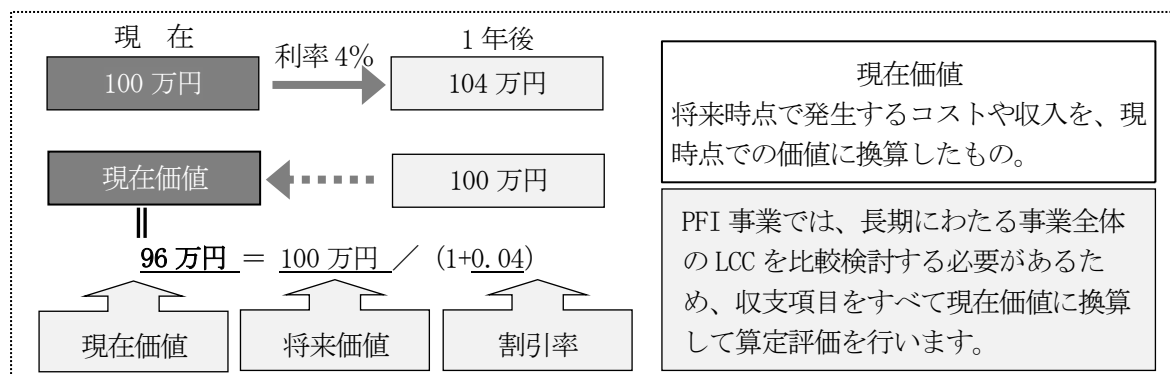 現　在
利率 4%
1 年後
100 万円
104 万円
現在価値
100 万円
‖
96 万円 ＝ 100 万円 ／ (1+0.04)
現在価値
将来価値
割引率
現在価値
将来時点で発生するコストや収入を、現
時点での価値に換算したもの。
PFI 事業では、長期にわたる事業全体
の LCC を比較検討する必要があるた
め、収支項目をすべて現在価値に換算
して算定評価を行います。